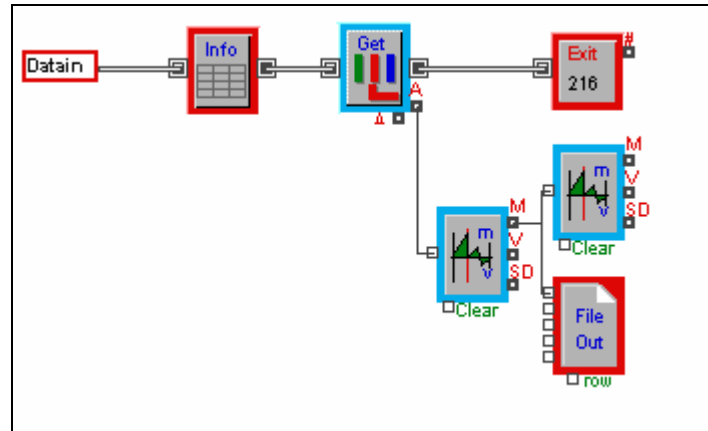 Datain
Info
Get
A
Δ
Exit
216
#
m
v
M
V
SD
Clear
m
v
M
V
SD
Clear
File
Out
row